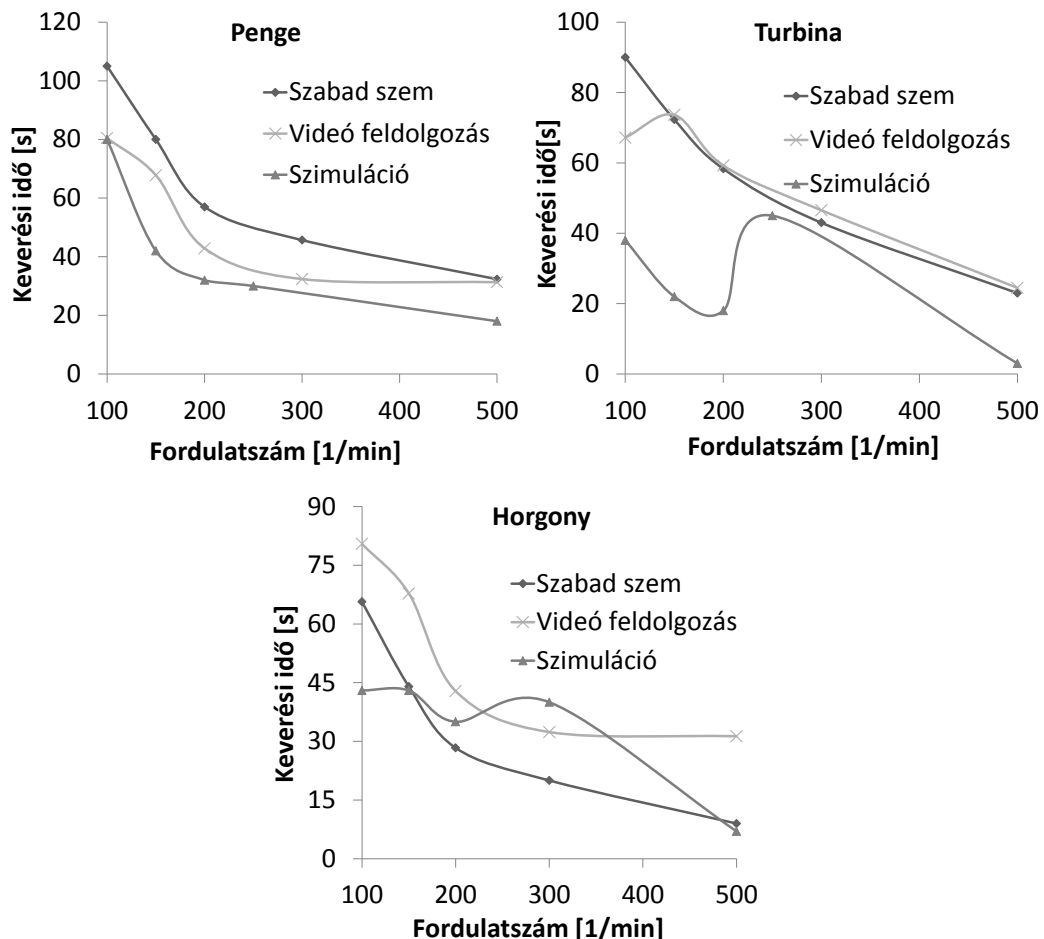 Penge
Keverési idő [s]
120
100
80
60
40
20
0
Szabad szem
Videó feldolgozás
Szimuláció
100 200 300 400 500
Fordulatszám [1/min]
Turbina
Keverési idő[s]
100
80
60
40
20
0
Szabad szem
Videó feldolgozás
Szimuláció
100 200 300 400 500
Fordulatszám [1/min]
Horgony
Keverési idő [s]
90
75
60
45
30
15
0
Szabad szem
Videó feldolgozás
Szimuláció
100 200 300 400 500
Fordulatszám [1/min]